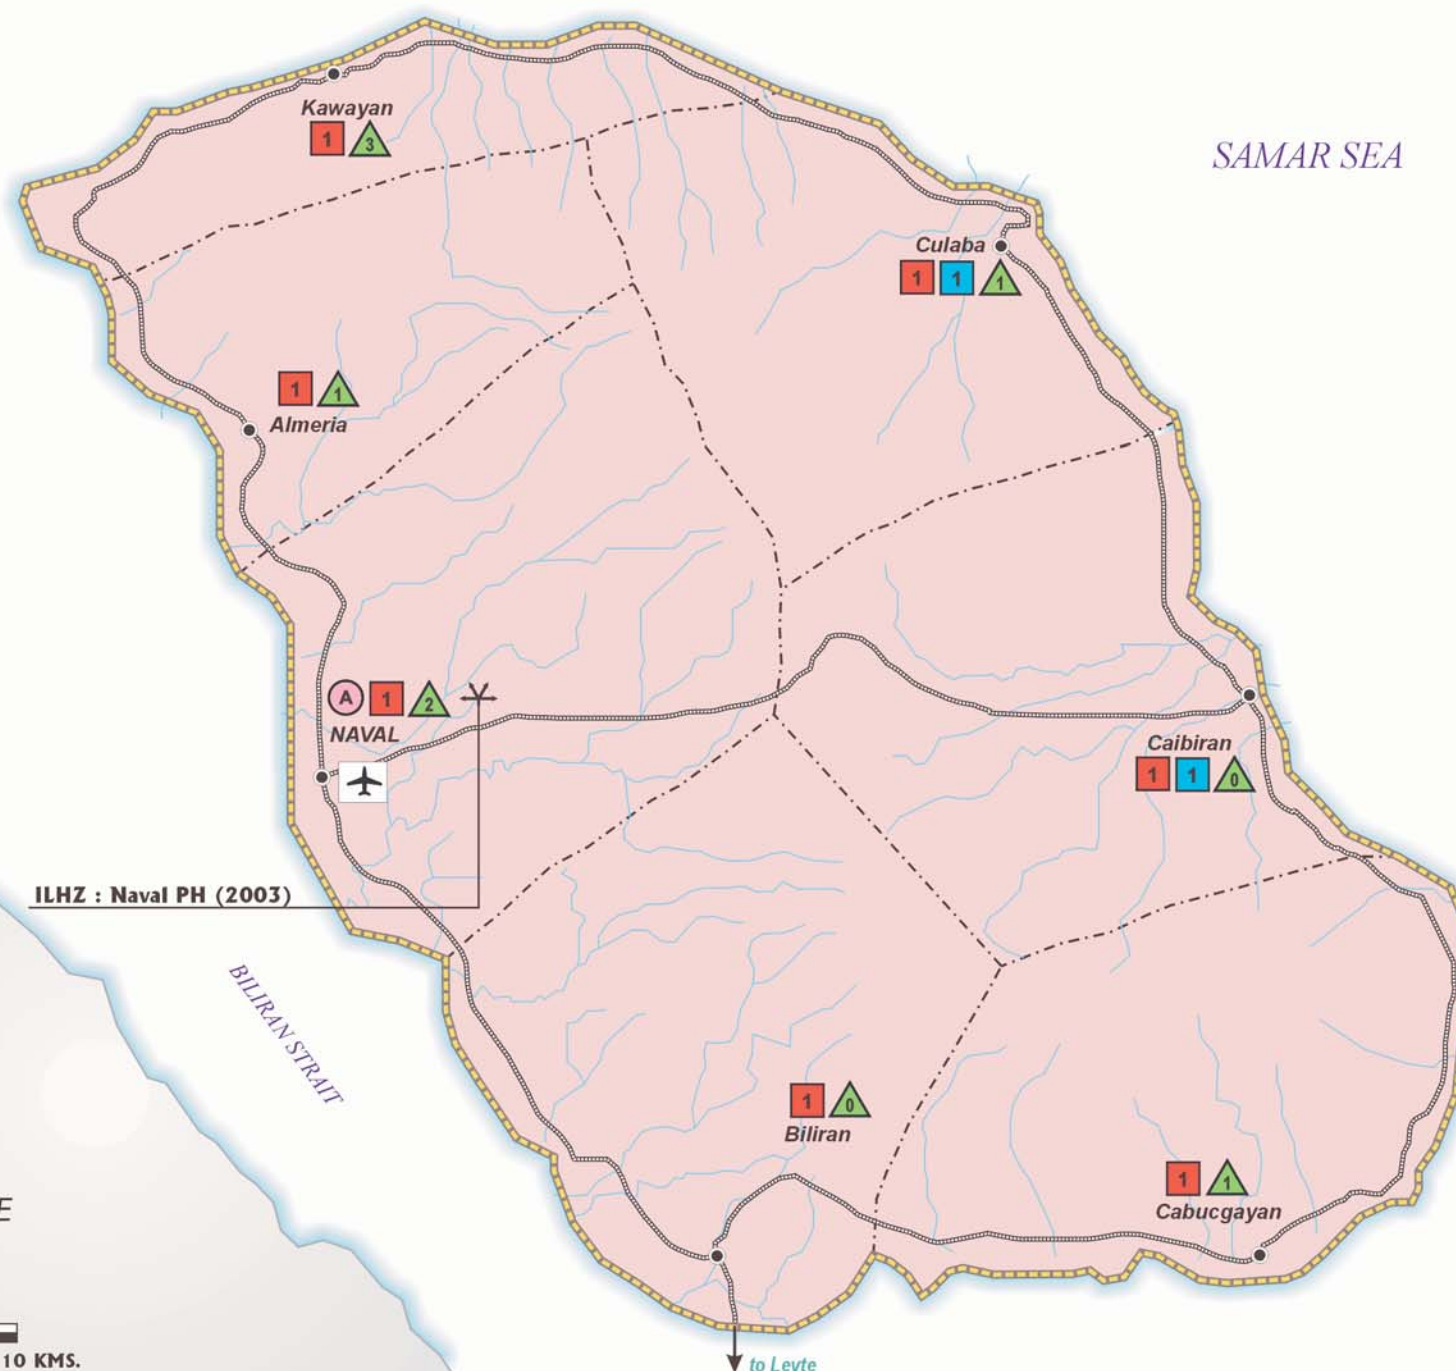 Kawayan
1 3
SAMAR SEA
Culaba
1 1 1
1 1
Almeria
A 1 2
NAVAL
Caibiran
1 1 0
ILHZ : Naval PH (2003)
BILIRAN STRAIT
1 0
Biliran
1 1
Cabucgayan
E
10 KMS.
to Leyte